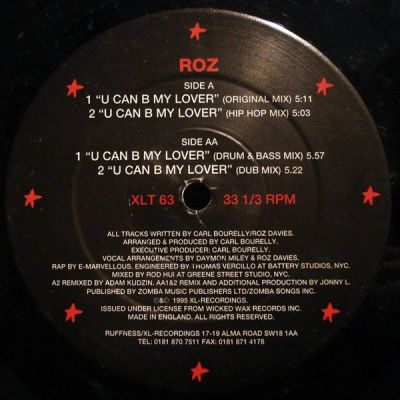 ROZ
SIDE A
1 "U CAN B MY LOVER" (ORIGINAL MIX) 5:11
2 "U CAN B MY LOVER" (HIP HOP MIX) 5:03
SIDE AA
1 "U CAN B MY LOVER" (DRUM & BASS MIX) 5.57
2 "U CAN B MY LOVER" (DUB MIX) 5.22
XLT 63 33 1/3 RPM
ALL TRACKS WRITTEN BY CARL BOURELLY/ROZ DAVIES.
ARRANGED & PRODUCED BY CARL BOURELLY.
EXECUTIVE PRODUCER: CARL BOURELLY.
VOCAL ARRANGEMENTS BY DAYMON MILEY & ROZ DAVIES.
RAP BY E-MARVELLOUS. ENGINEERED BY THOMAS VERCILLO AT BATTERY STUDIOS, NYC.
MIXED BY ROD HUI AT GREENE STREET STUDIO, NYC.
A2 REMIXED BY ADAM KUDZIN. AA1&2 REMIX AND ADDITIONAL PRODUCTION BY JONNY L.
PUBLISHED BY ZOMBA MUSIC PUBLISHERS LTD/ZOMBA SONGS INC.
℗&© 1995 XL-RECORDINGS.
ISSUED UNDER LICENSE FROM WICKED WAX RECORDS INC.
MADE IN ENGLAND. ALL RIGHTS RESERVED.
RUFFNESS/XL-RECORDINGS 17-19 ALMA ROAD SW18 1AA
TEL: 0181 870 7511 FAX: 0181 871 4178